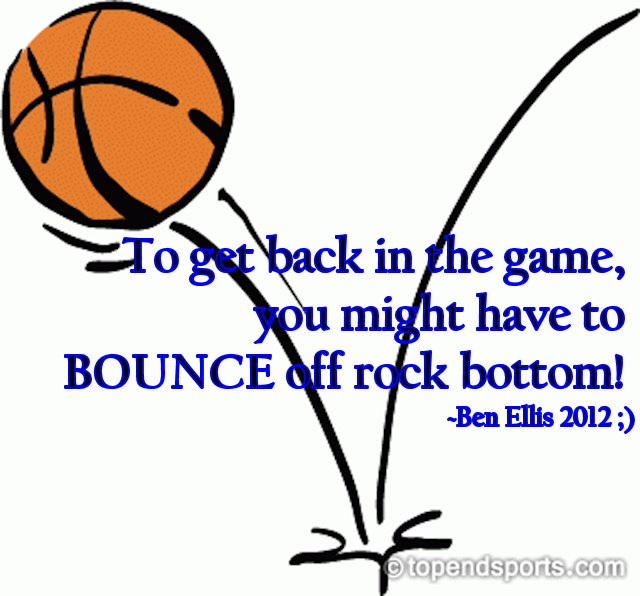 To get back in the game,
you might have to
BOUNCE off rock bottom!
~Ben Ellis 2012 ;)
© topendsports.com